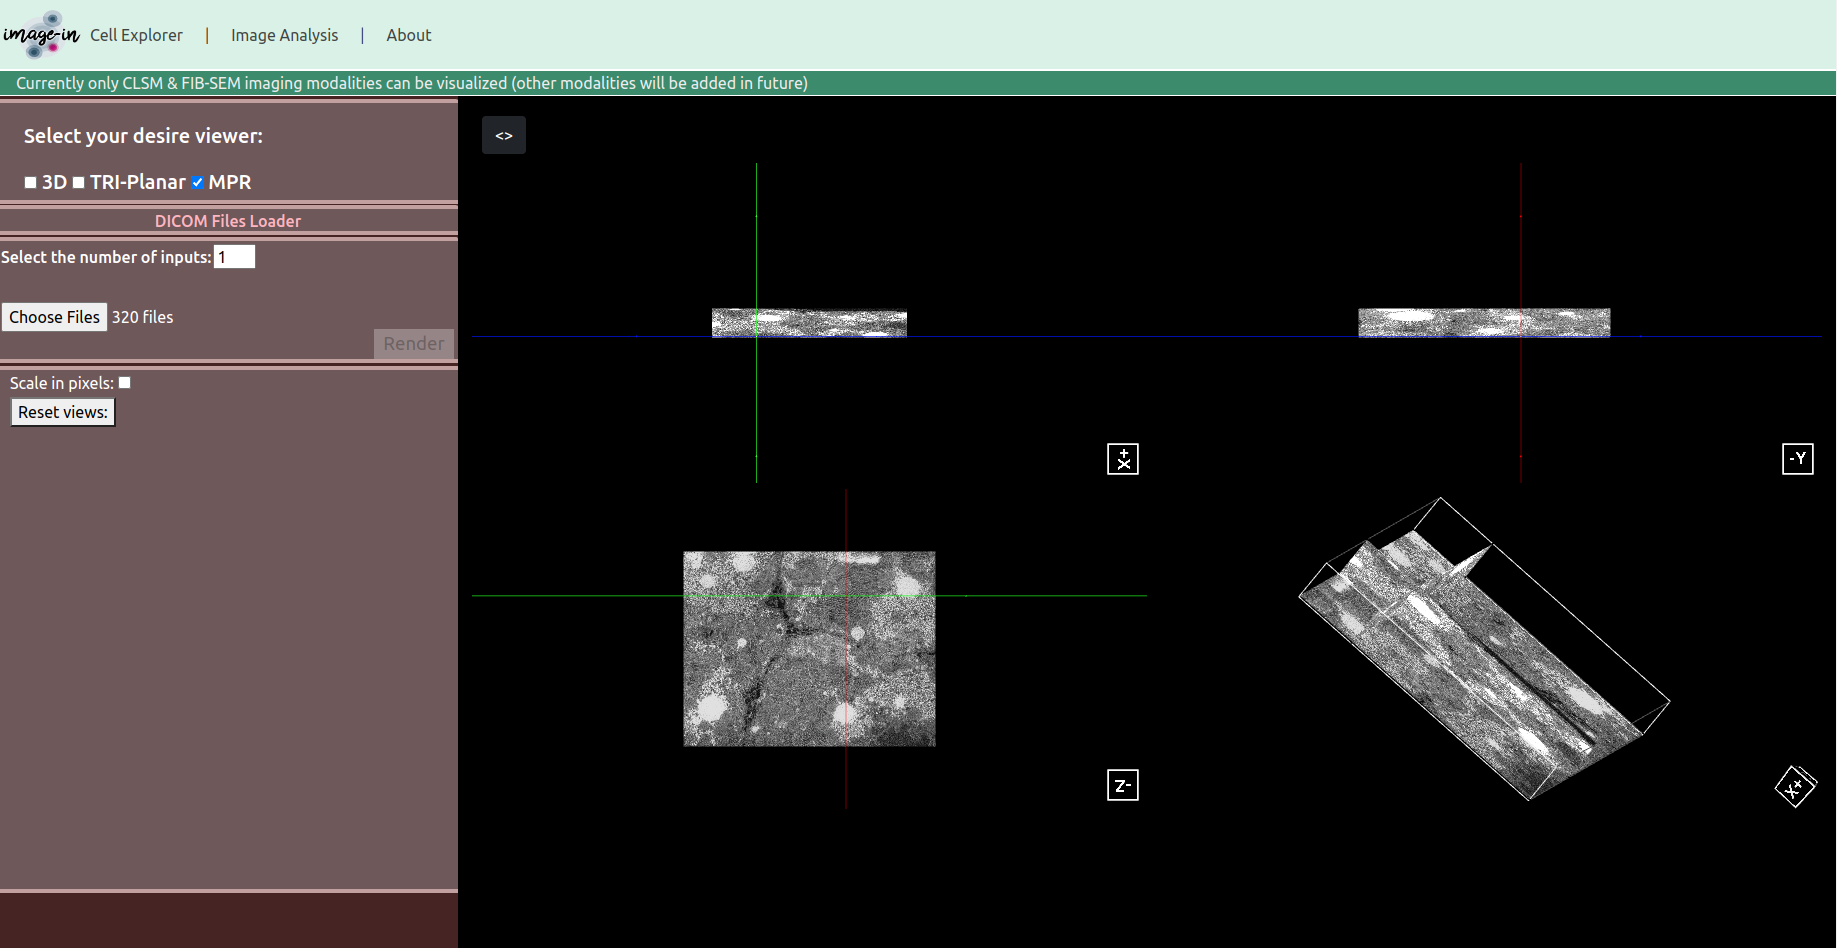 image-in Cell Explorer | Image Analysis | About
Currently only CLSM & FIB-SEM imaging modalities can be visualized (other modalities will be added in future)
Select your desire viewer:
3D TRI-Planar MPR
DICOM Files Loader
Select the number of inputs: 1
Choose Files 320 files
Render
Scale in pixels:
Reset views:
<>
+X
-Y
Z-
X+